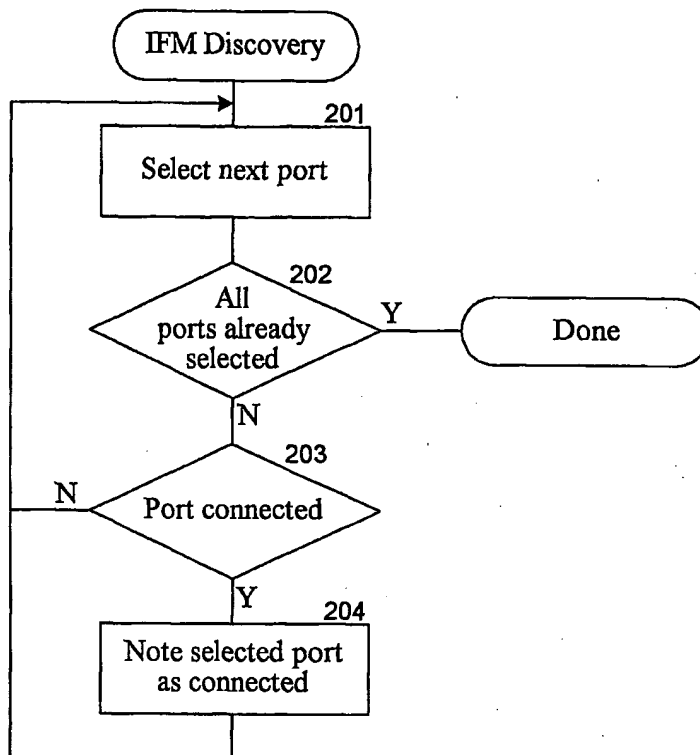 IFM Discovery
201
Select next port
202
All
ports already
selected
Y
Done
N
203
N
Port connected
Y
204
Note selected port
as connected